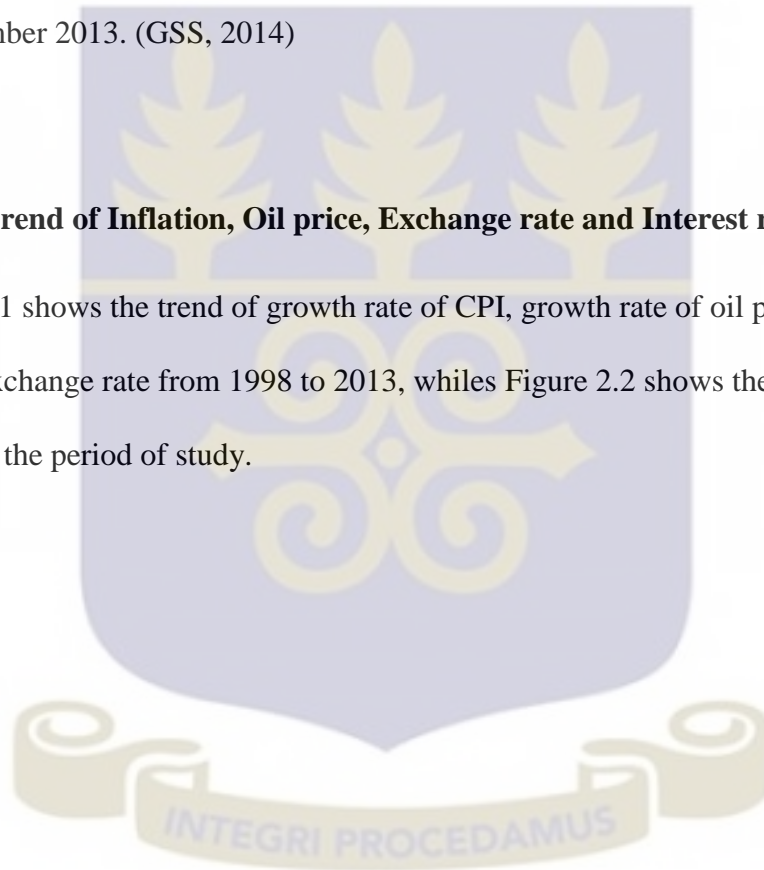 mber 2013. (GSS, 2014)
rend of Inflation, Oil price, Exchange rate and Interest r
1 shows the trend of growth rate of CPI, growth rate of oil p
xchange rate from 1998 to 2013, whiles Figure 2.2 shows the
the period of study.
INTEGRI PROCEDAMUS